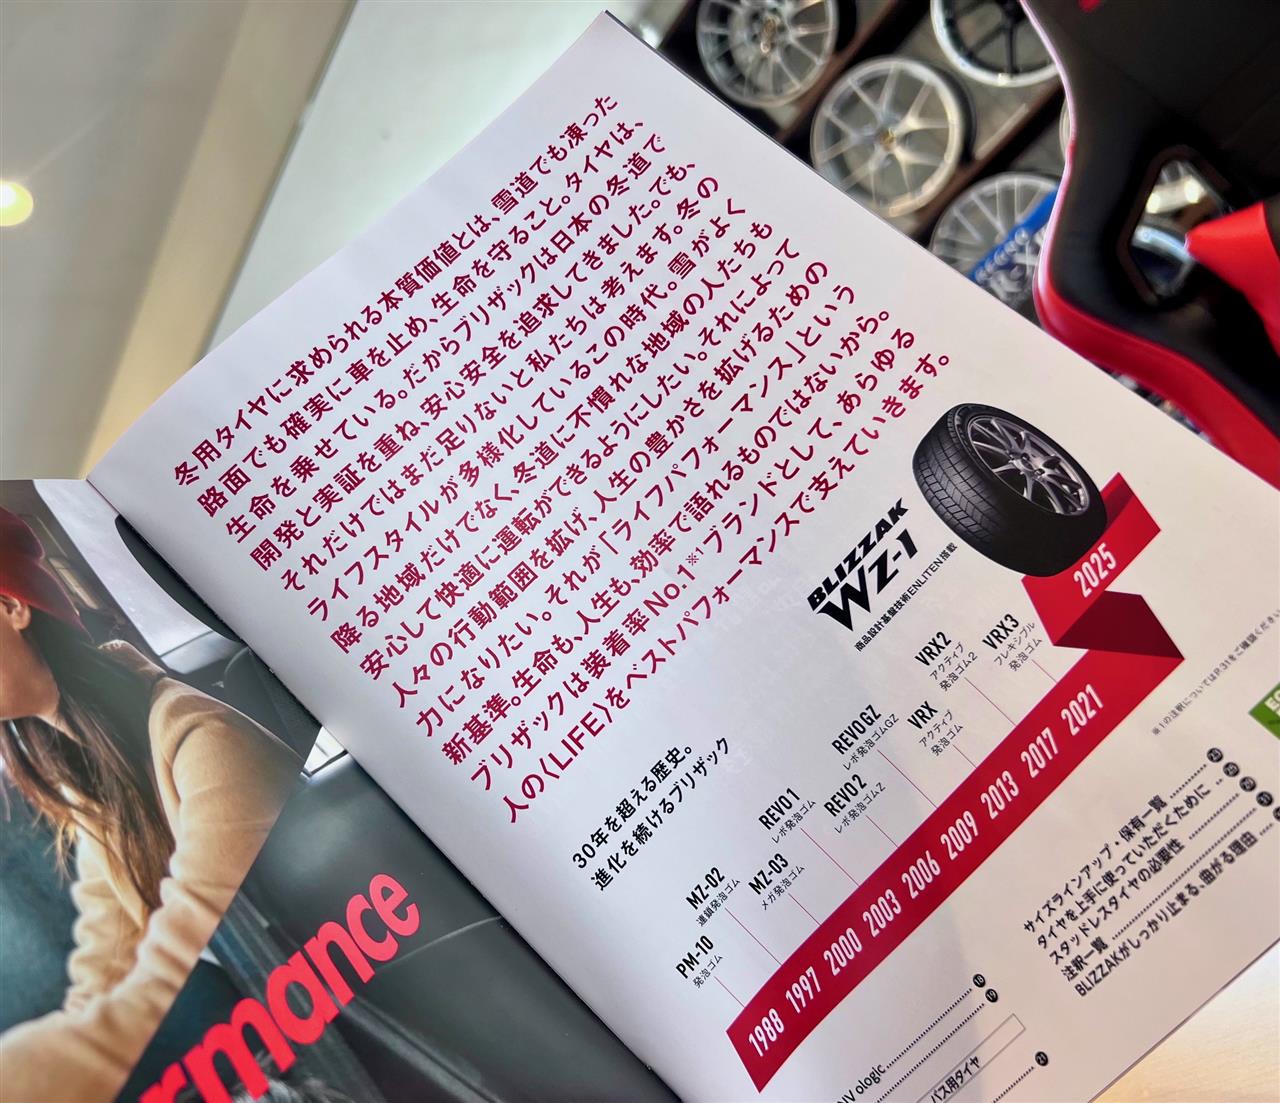 冬用タイヤに求められる本質価値とは、雪道でも凍った
路面でも確実に車を止め、生命を守ること。タイヤは、
生命を乗せている。だからブリザックは日本の冬道で
開発と実証を重ね、安心安全を追求してきました。でも、
それだけではまだ足りないと私たちは考えます。冬の
ライフスタイルが多様化しているこの時代。雪がよく
降る地域だけでなく、冬道に不慣れな地域の人たちも
安心して快適に運転ができるようにしたい。それによって
人々の行動範囲を拡げ、人生の豊かさを拡げるための
力になりたい。それが「ライフパフォーマンス」という
新基準。生命も、人生も、効率で語れるものではないから。
ブリザックは装着率No.1※1ブランドとして、あらゆる
人の〈LIFE〉をベストパフォーマンスで支えていきます。
30年を超える歴史。
進化を続けるブリザック
BLIZZAK
WZ-1
商品設計基盤技術ENLITEN搭載
PM-10
発泡ゴム
MZ-02
連鎖発泡ゴム
MZ-03
メガ発泡ゴム
REVO1
レボ発泡ゴム
REVO2
レボ発泡ゴムZ
REVOGZ
レボ発泡ゴムGZ
VRX
アクティブ
発泡ゴム
VRX2
アクティブ
発泡ゴム2
VRX3
フレキシブル
発泡ゴム
1988 1997 2000 2003 2006 2009 2013 2017 2021 2025
※1の注釈についてはP.31をご確認ください
サイズラインアップ・保有一覧
タイヤを上手に使っていただくために
スタッドレスタイヤの必要性
注釈一覧
BLIZZAKがしっかり止まる、曲がる理由
ologic
バス用タイヤ
rmance